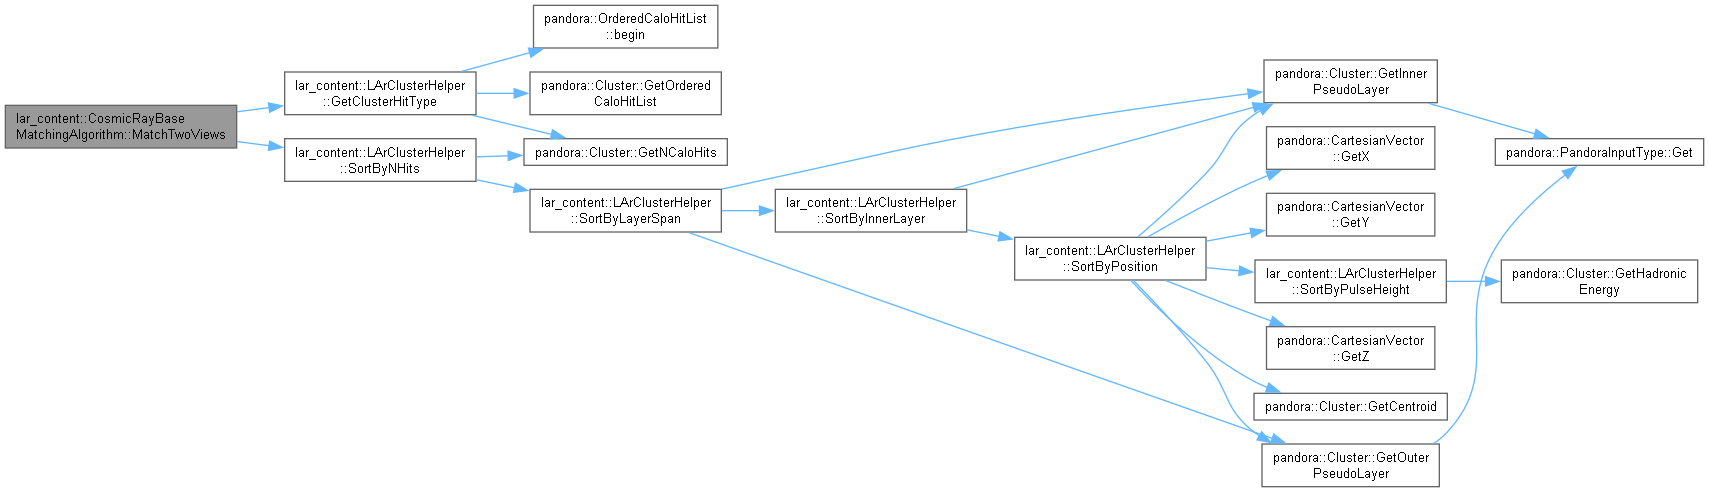 lar_content::CosmicRayBase
MatchingAlgorithm::MatchTwoViews
lar_content::LArClusterHelper
::GetClusterHitType
pandora::OrderedCaloHitList
::begin
pandora::Cluster::GetOrdered
CaloHitList
pandora::Cluster::GetNCaloHits
lar_content::LArClusterHelper
::SortByNHits
lar_content::LArClusterHelper
::SortByLayerSpan
lar_content::LArClusterHelper
::SortByInnerLayer
lar_content::LArClusterHelper
::SortByPosition
pandora::Cluster::GetInner
PseudoLayer
pandora::CartesianVector
::GetX
pandora::CartesianVector
::GetY
lar_content::LArClusterHelper
::SortByPulseHeight
pandora::CartesianVector
::GetZ
pandora::Cluster::GetCentroid
pandora::Cluster::GetOuter
PseudoLayer
pandora::PandoraInputType::Get
pandora::Cluster::GetHadronic
Energy